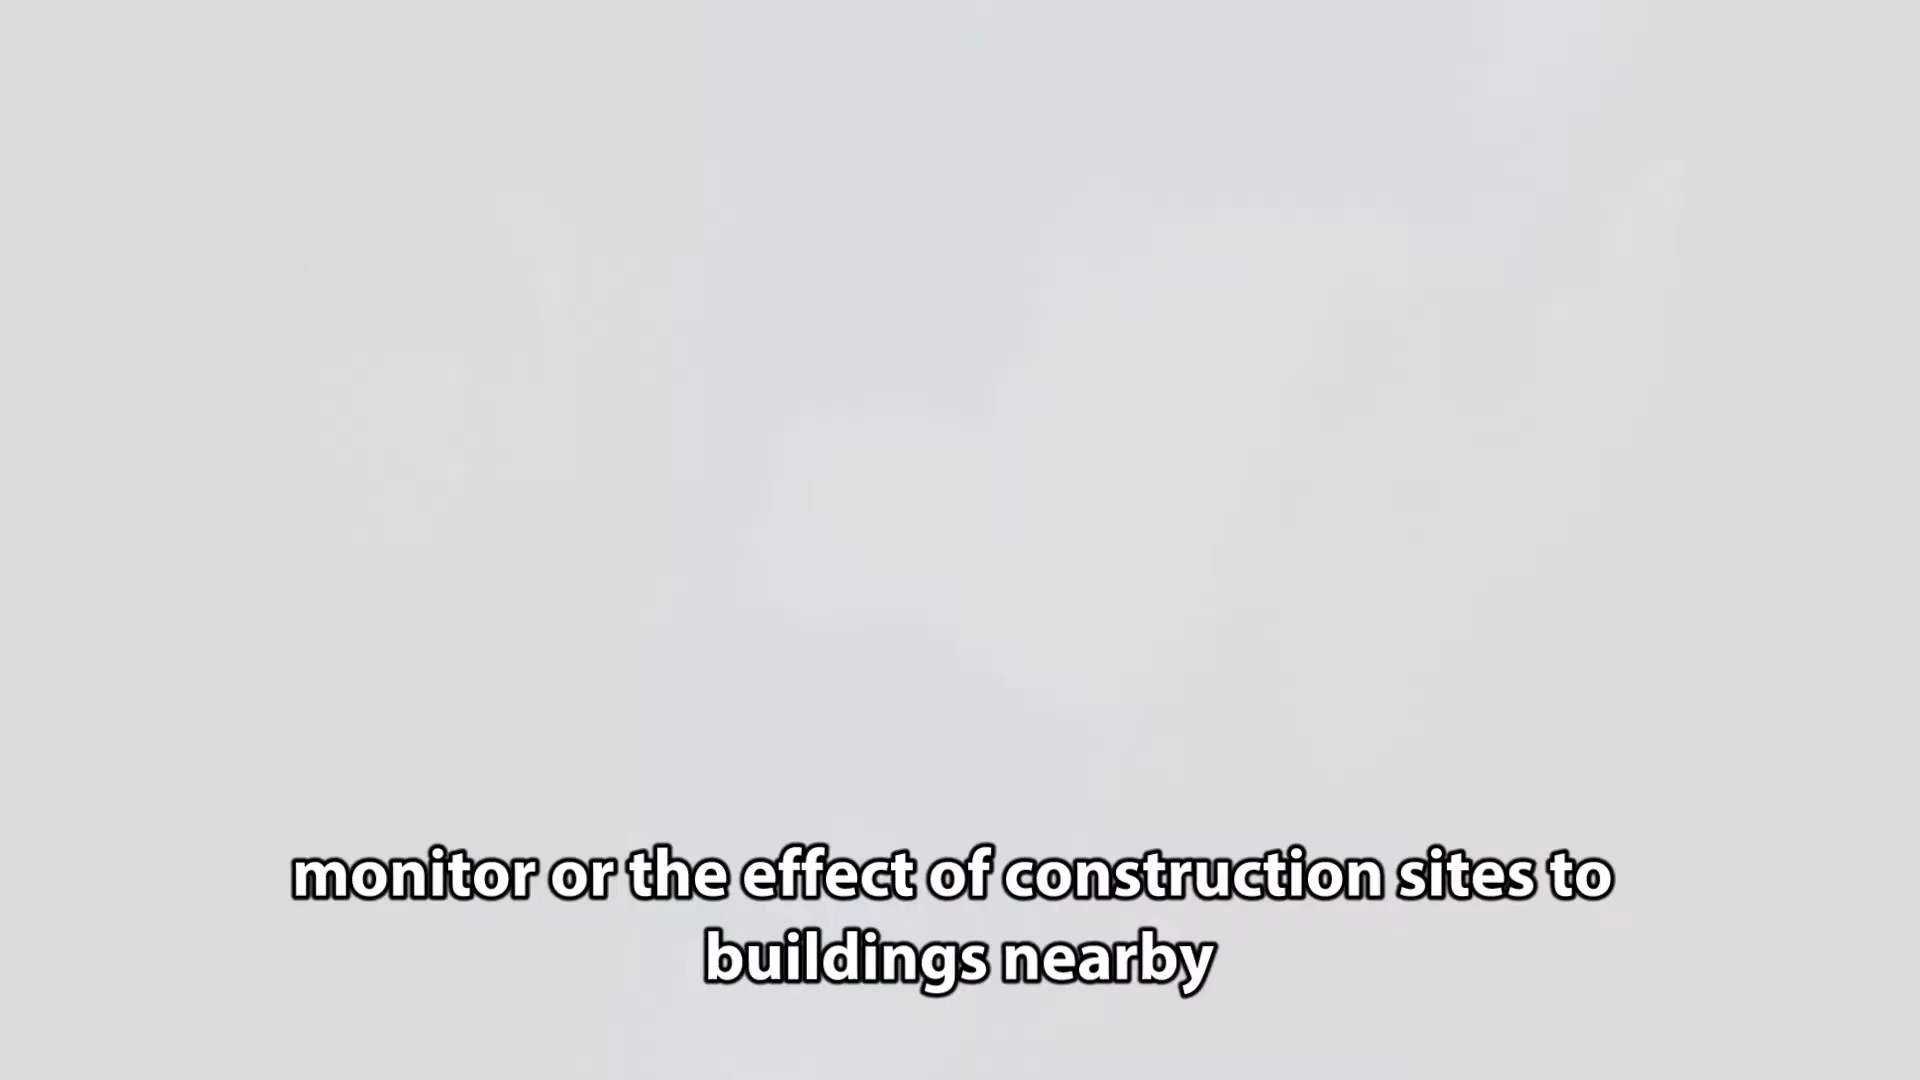 monitor or the effect of construction sites to
buildings nearby